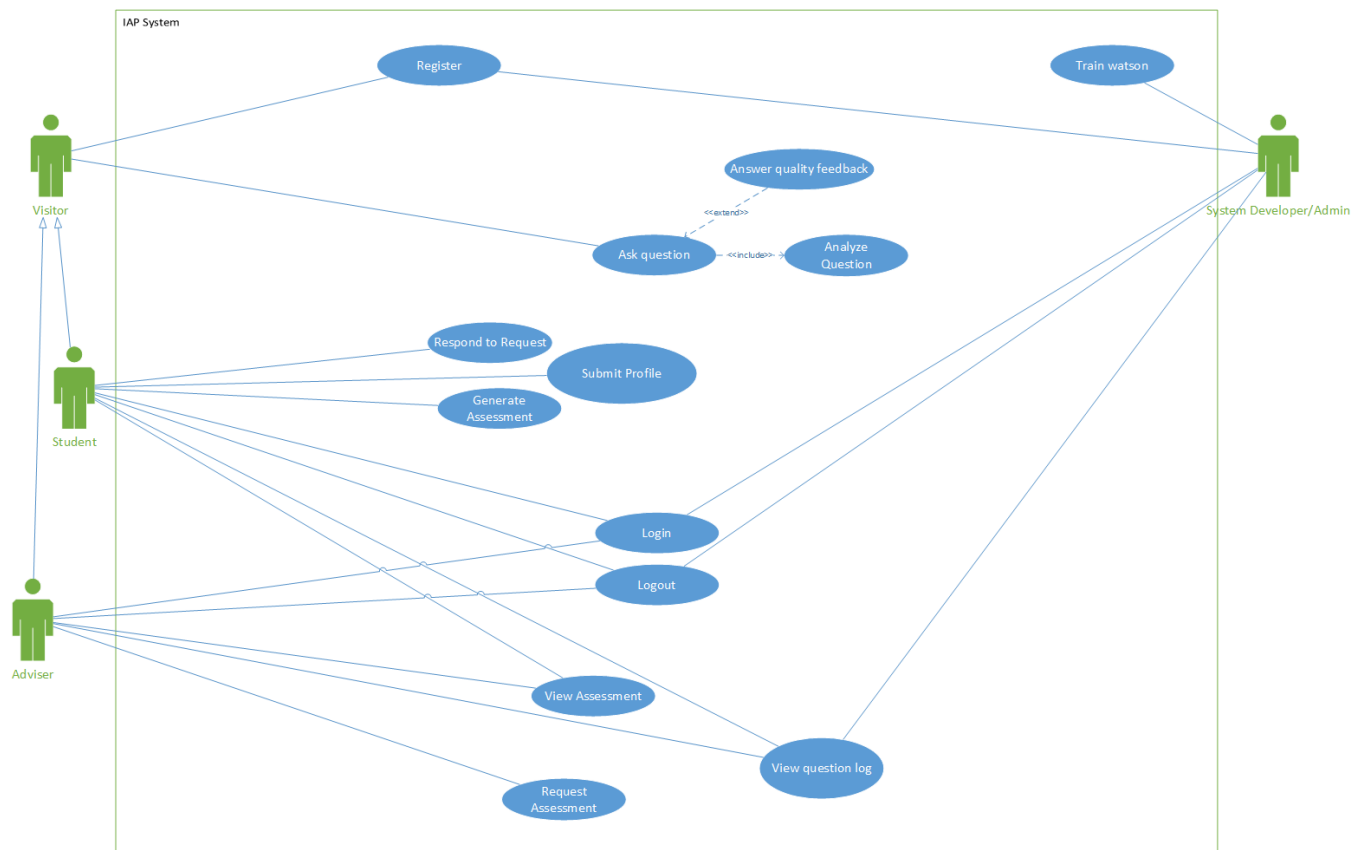 IAP System
Register
Train watson
Answer quality feedback
Visitor
System Developer/Admin
<<extend>>
Ask question
<<include>>
Analyze
Question
Respond to Request
Submit Profile
Generate
Assessment
Student
Login
Logout
Adviser
View Assessment
View question log
Request
Assessment